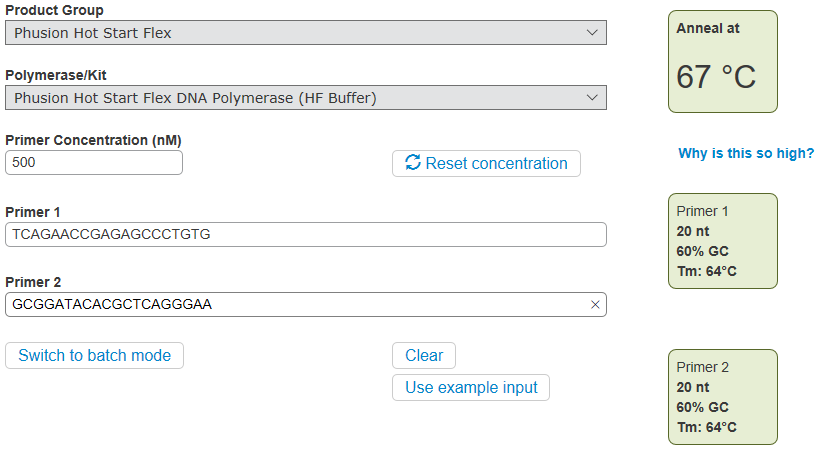 Product Group
Phusion Hot Start Flex
Anneal at
67 °C
Polymerase/Kit
Phusion Hot Start Flex DNA Polymerase (HF Buffer)
Primer Concentration (nM)
500
Reset concentration
Why is this so high?
Primer 1
TCAGAACCGAGAGCCCTGTG
Primer 1
20 nt
60% GC
Tm: 64°C
Primer 2
GCGGATACACGCTCAGGGAA
Switch to batch mode
Clear
Use example input
Primer 2
20 nt
60% GC
Tm: 64°C